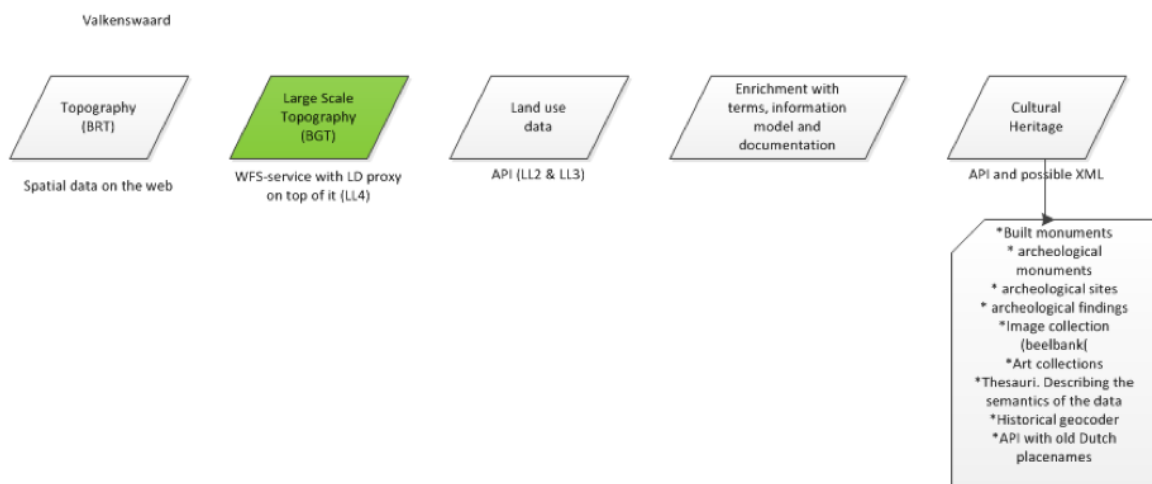 Valkenswaard
Topography
(BRT)
Spatial data on the web
Large Scale
Topography
(BGT)
WFS-service with LD proxy
on top of it (LL4)
Land use
data
API (LL2 & LL3)
Enrichment with
terms, information
model and
documentation
Cultural
Heritage
API and possible XML
*Built monuments
* archeological
monuments
* archeological sites
* archeological findings
*Image collection
(beelbank(
*Art collections
*Thesauri. Describing the
semantics of the data
*Historical geocoder
*API with old Dutch
placenames